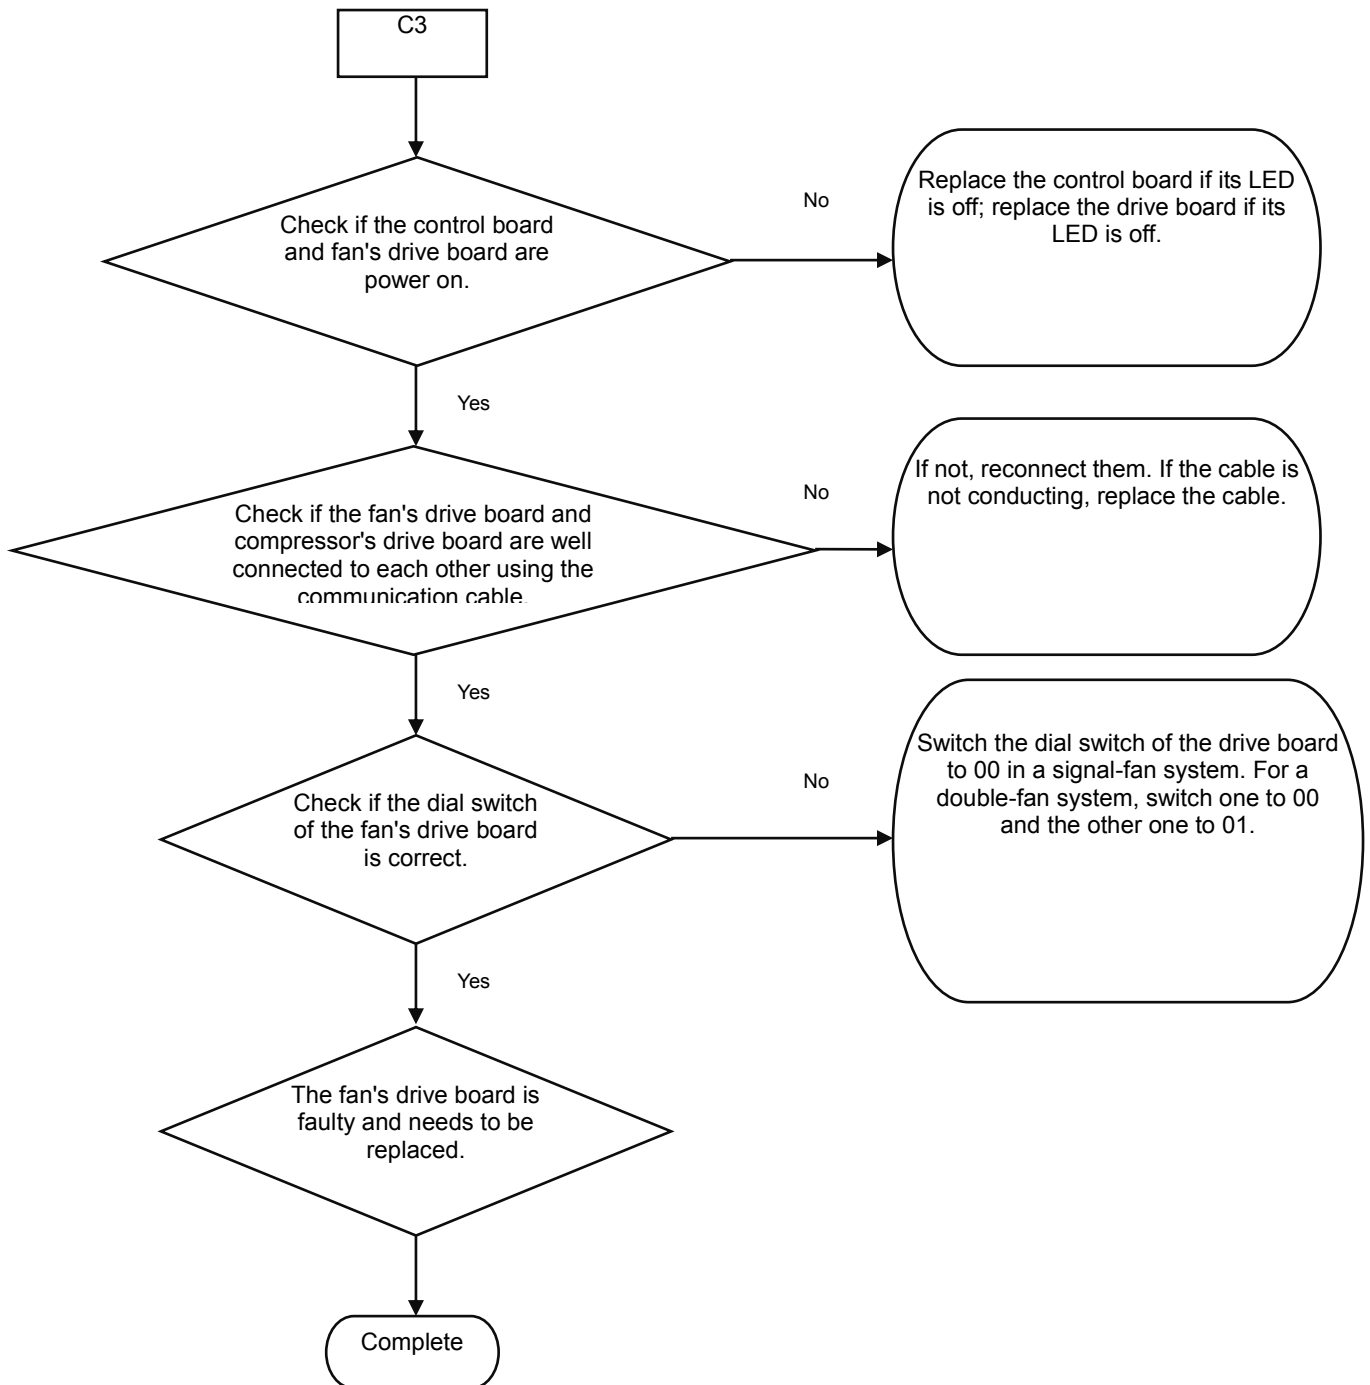 C3
Check if the control board
and fan's drive board are
power on.
No
Replace the control board if its LED
is off; replace the drive board if its
LED is off.
Yes
Check if the fan's drive board and
compressor's drive board are well
connected to each other using the
communication cable.
No
If not, reconnect them. If the cable is
not conducting, replace the cable.
Yes
Check if the dial switch
of the fan's drive board
is correct.
No
Switch the dial switch of the drive board
to 00 in a signal-fan system. For a
double-fan system, switch one to 00
and the other one to 01.
Yes
The fan's drive board is
faulty and needs to be
replaced.
Complete